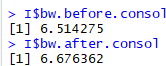 > I$bw.before.consol
[1] 6.514275
> I$bw.after.consol
[1] 6.676362